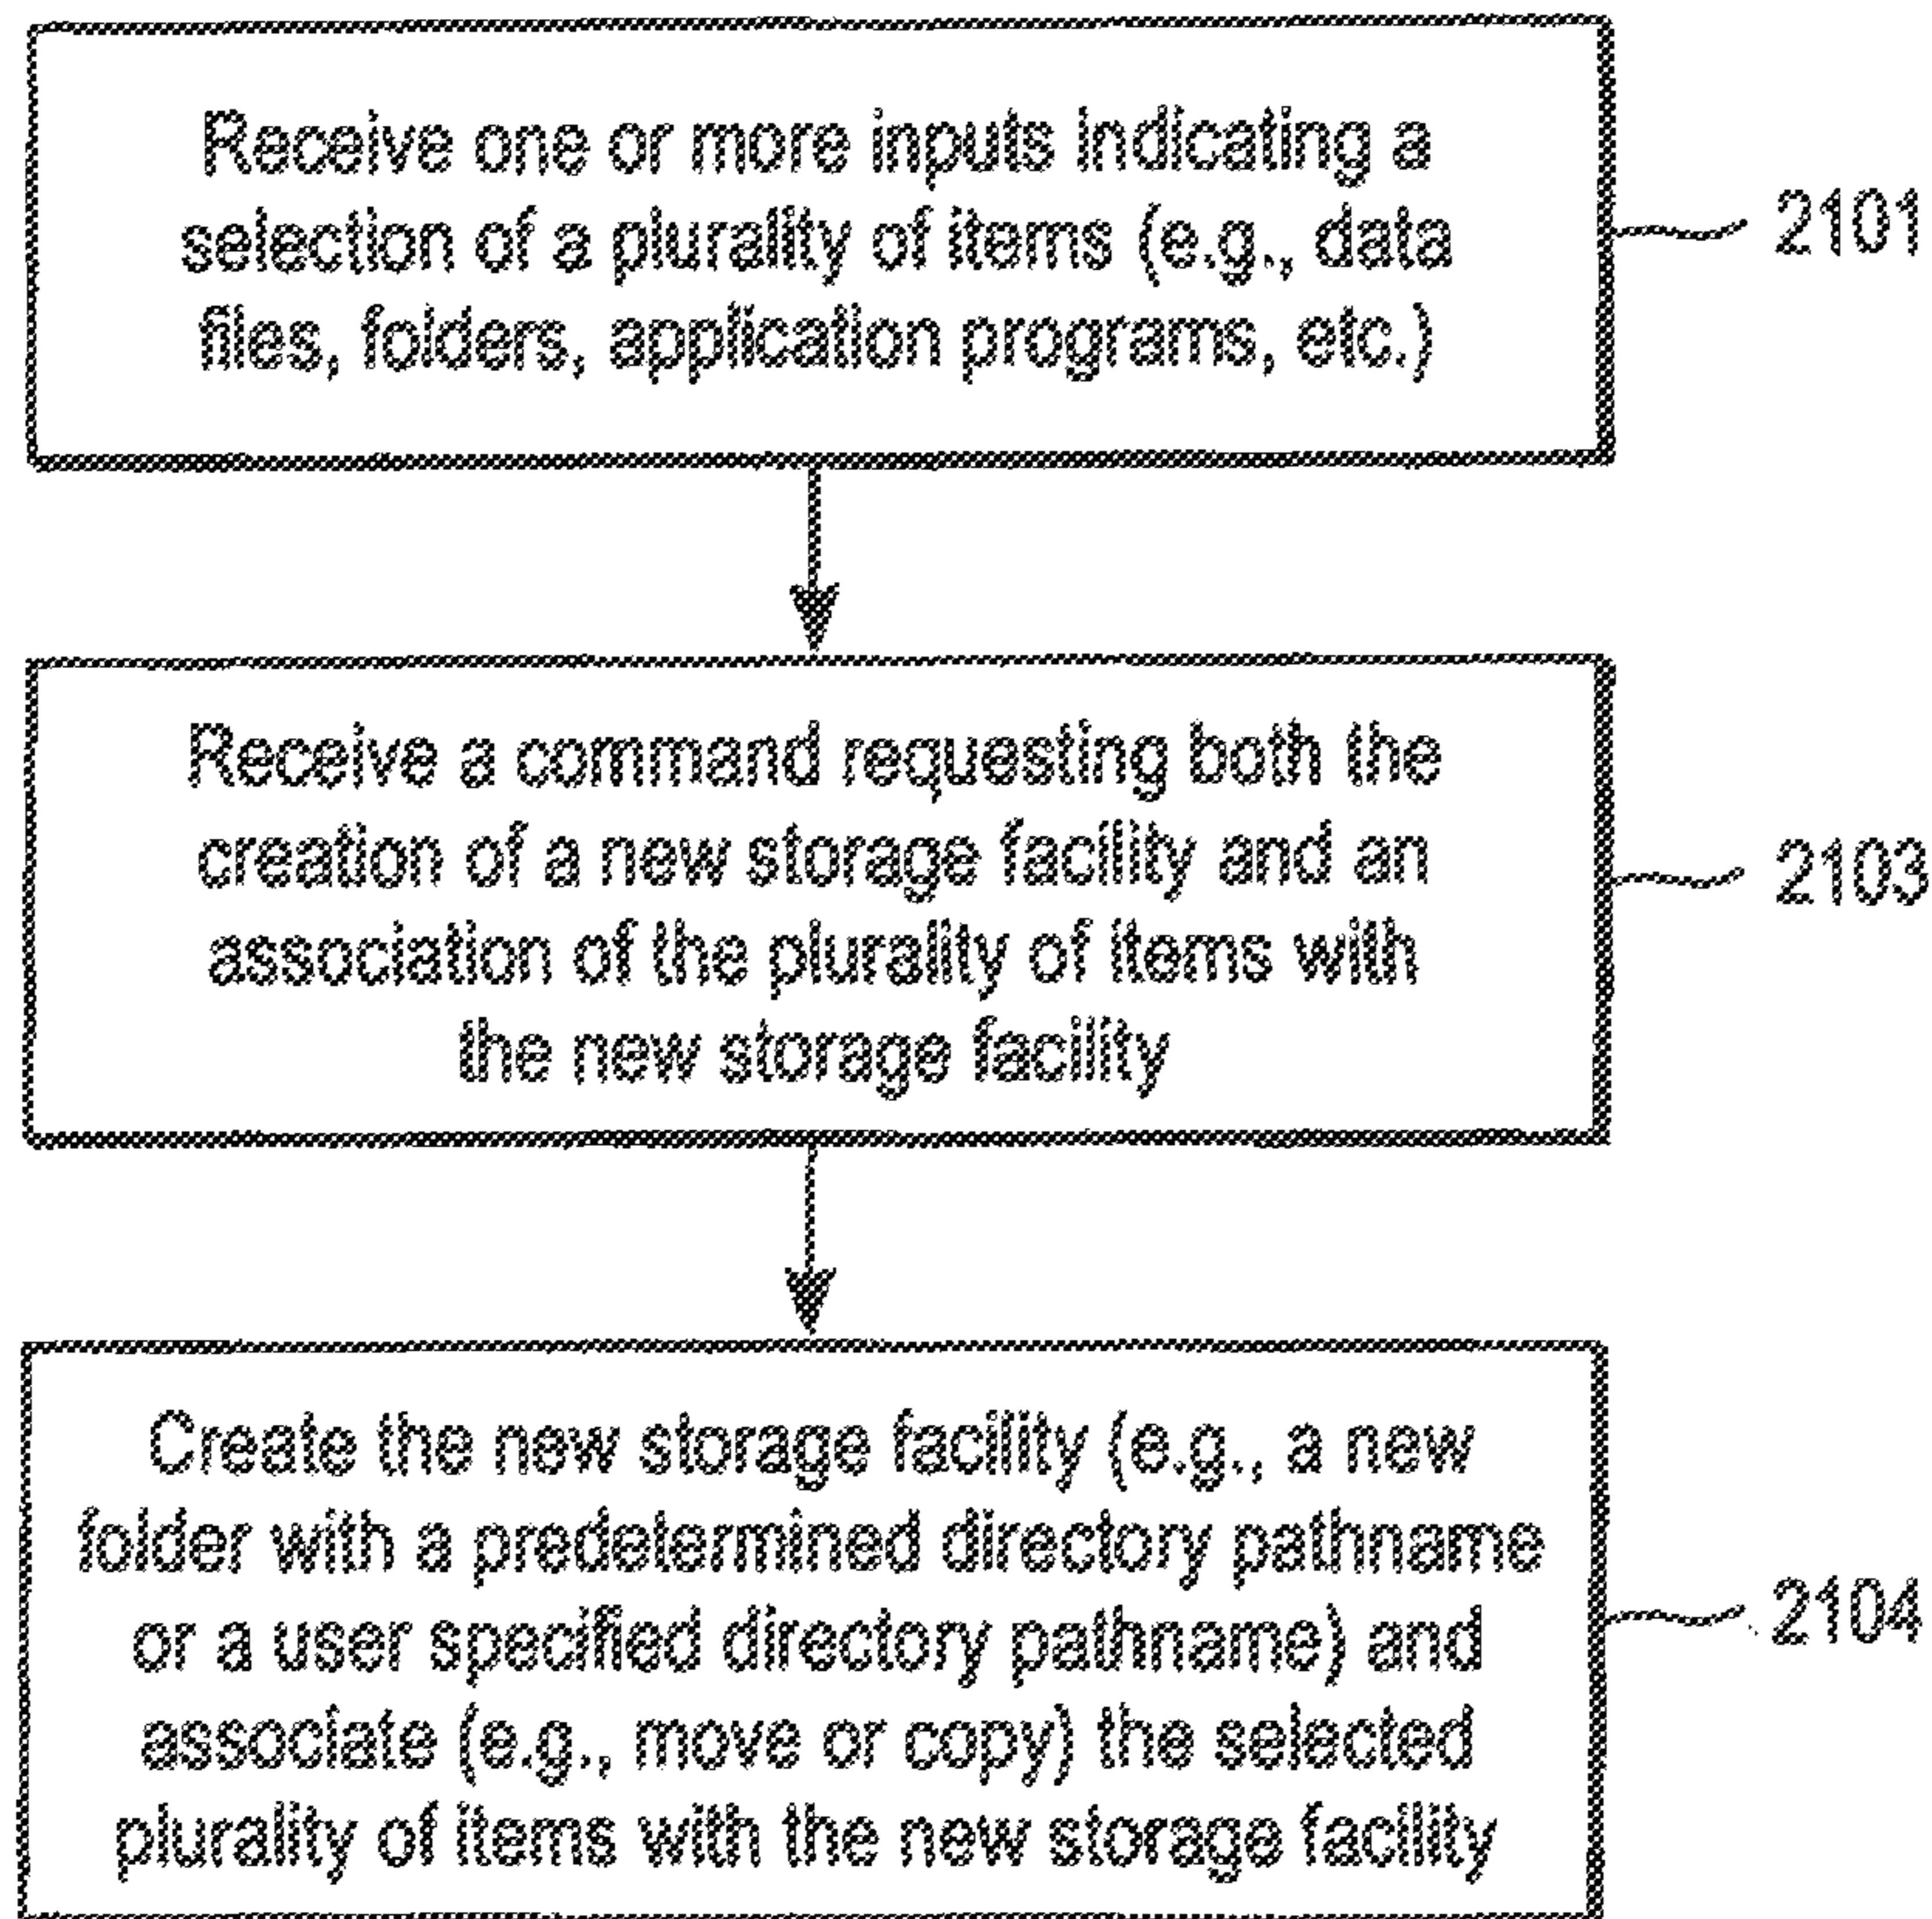 Receive one or more inputs indicating a
selection of a plurality of items (e.g., data
files, folders, application programs, etc.)
2101
Receive a command requesting both the
creation of a new storage facility and an
association of the plurality of items with
the new storage facility
2103
Create the new storage facility (e.g., a new
folder with a predetermined directory pathname
or a user specified directory pathname) and
associate (e.g., move or copy) the selected
plurality of items with the new storage facility
2104